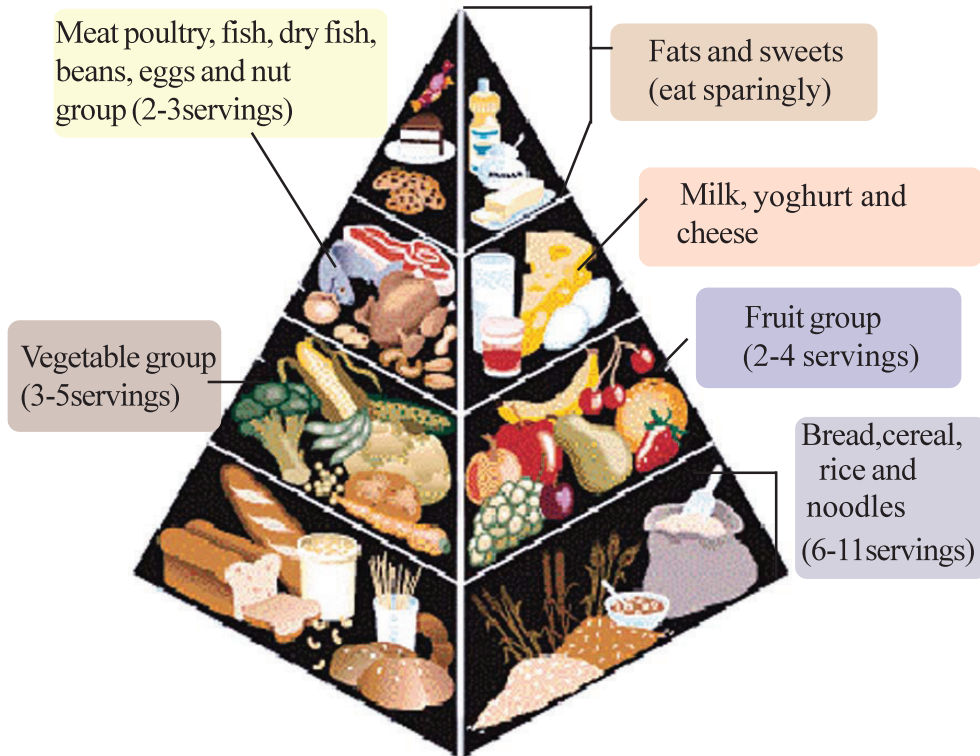 Meat poultry, fish, dry fish,
beans, eggs and nut
group (2-3servings)
Fats and sweets
(eat sparingly)
Milk, yoghurt and
cheese
Fruit group
(2-4 servings)
Vegetable group
(3-5servings)
Bread,cereal,
rice and
noodles
(6-11servings)